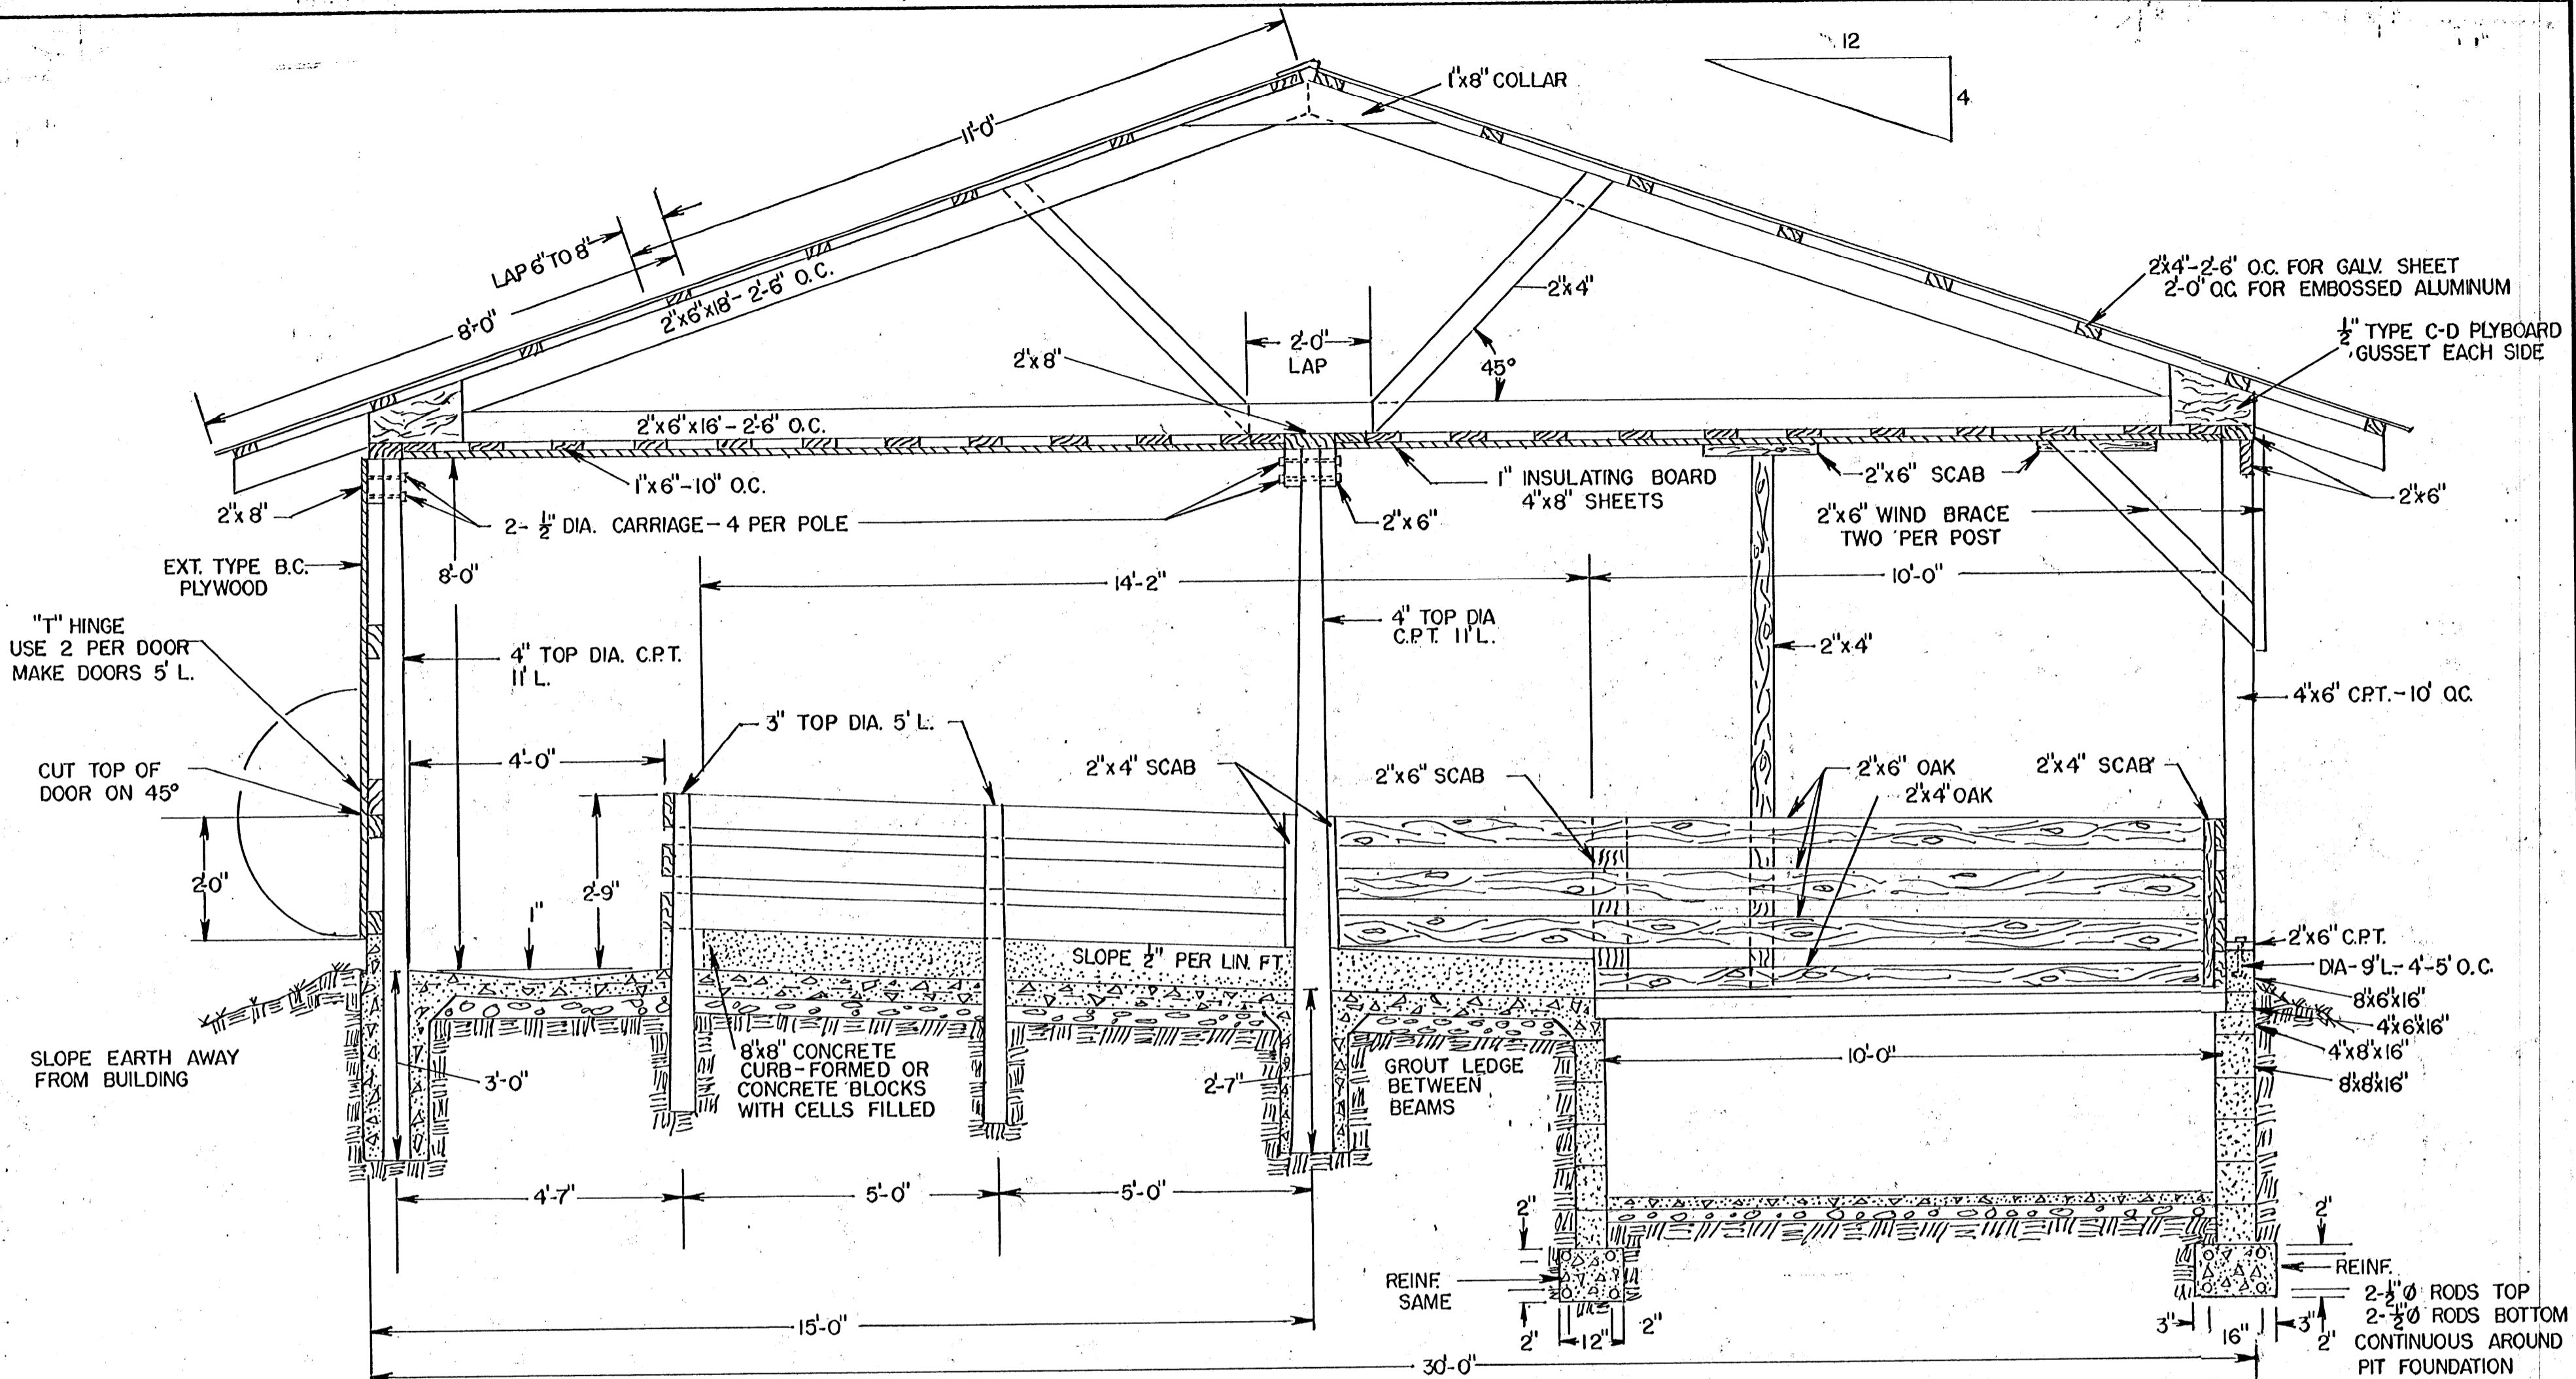 12
4
1"x8" COLLAR
11'-0"
LAP 6" TO 8"
8'-0"
2"x6"x18'-2'-6" O.C.
2"x4"
2'-0"
LAP
45°
2"x8"
2"x4"-2'-6" O.C. FOR GALV. SHEET
2'-0" O.C. FOR EMBOSSED ALUMINUM
1/2" TYPE C-D PLYBOARD
GUSSET EACH SIDE
2"x6"x16'-2'-6" O.C.
1"x6"-10" O.C.
2"x8"
2-1/2" DIA. CARRIAGE-4 PER POLE
1" INSULATING BOARD
4"x8" SHEETS
2"x6"
2"x6" SCAB
2"x6" WIND BRACE
TWO PER POST
2"x6"
EXT. TYPE B.C.
PLYWOOD
8'-0"
14'-2"
10'-0"
"T" HINGE
USE 2 PER DOOR
MAKE DOORS 5' L.
4" TOP DIA. C.P.T.
11' L.
4" TOP DIA
C.P.T. 11' L.
2"x4"
4"x6" C.P.T.-10' O.C.
3" TOP DIA. 5' L.
4'-0"
CUT TOP OF
DOOR ON 45°
2"x4" SCAB
2"x6" SCAB
2"x6" OAK
2"x4" OAK
2"x4" SCAB
2'-0"
1"
2'-9"
SLOPE 1/2" PER LIN. FT
2"x6" C.P.T.
DIA-9" L.-4'-5' O.C.
8"x6"x16"
4"x6"x16"
4"x8"x16"
8"x8"x16"
SLOPE EARTH AWAY
FROM BUILDING
3'-0"
8"x8" CONCRETE
CURB-FORMED OR
CONCRETE BLOCKS
WITH CELLS FILLED
2'-7"
GROUT LEDGE
BETWEEN
BEAMS
10'-0"
4'-7"
5'-0"
5'-0"
2"
2"
REINF.
SAME
REINF.
2-1/2" Ø RODS TOP
2-1/2" Ø RODS BOTTOM
CONTINUOUS AROUND
PIT FOUNDATION
2"
12"
2"
3"
16"
3"
2"
15'-0"
30'-0"